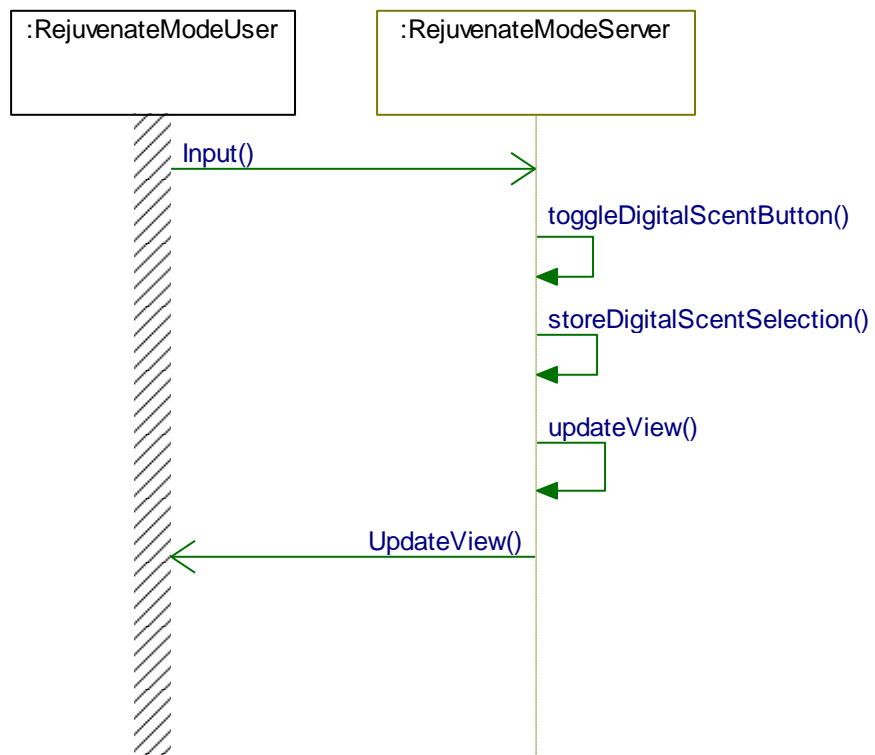 :RejuvenateModeUser
:RejuvenateModeServer
Input()
toggleDigitalScentButton()
storeDigitalScentSelection()
updateView()
UpdateView()